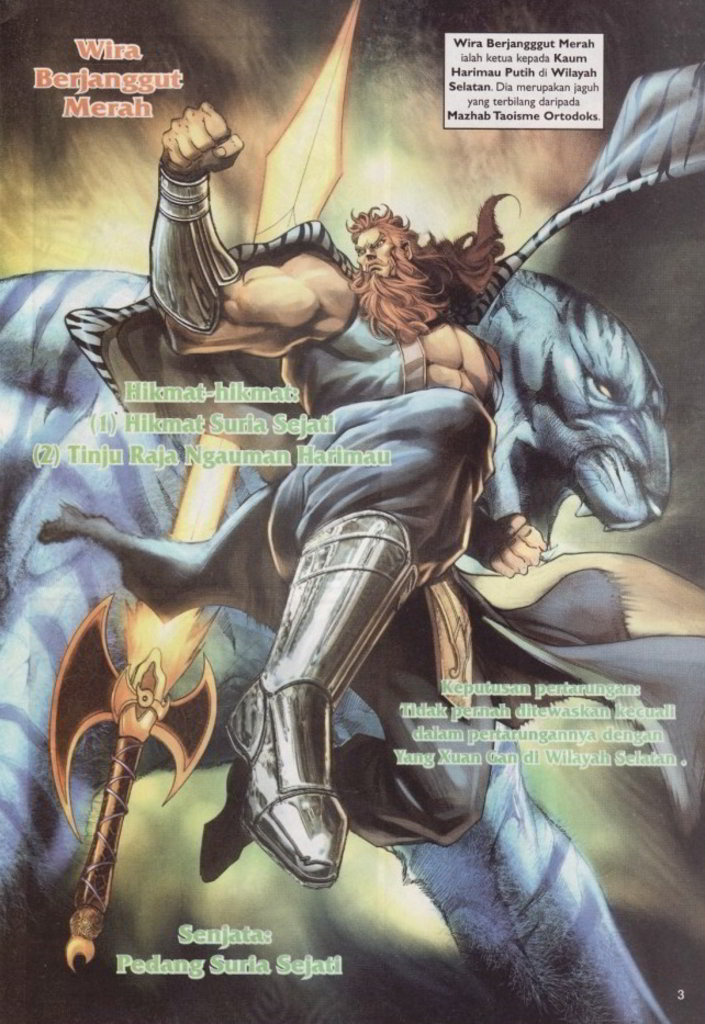 Wira
Berjanggut
Merah
Wira Berjangggut Merah
ialah ketua kepada Kaum
Harimau Putih di Wilayah
Selatan. Dia merupakan jaguh
yang terbilang daripada
Mazhab Taoisme Ortodoks.
Hikmat-hikmat:
(1) Hikmat Suria Sejati
(2) Tinju Raja Ngauman Harimau
Keputusan pertarungan:
Tidak pernah ditewaskan kecuali
dalam pertarungannya dengan
Yang Xuan Gan di Wilayah Selatan .
Senjata:
Pedang Suria Sejati
3